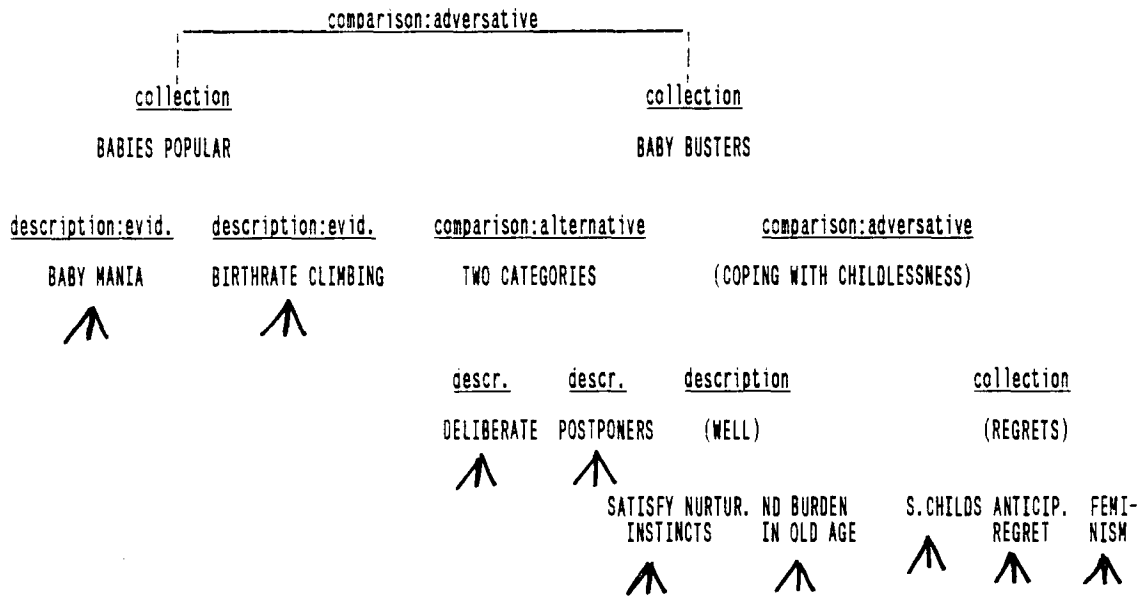 comparison:adversative
collection collection
BABIES POPULAR BABY BUSTERS
description:evid. description:evid. comparison:alternative comparison:adversative
BABY MANIA BIRTHRATE CLIMBING TWO CATEGORIES (COPING WITH CHILDLESSNESS)
descr. descr. description collection
DELIBERATE POSTPONERS (WELL) (REGRETS)
SATISFY NURTUR. NO BURDEN S.CHILDS ANTICIP. FEMI-
INSTINCTS IN OLD AGE REGRET NISM